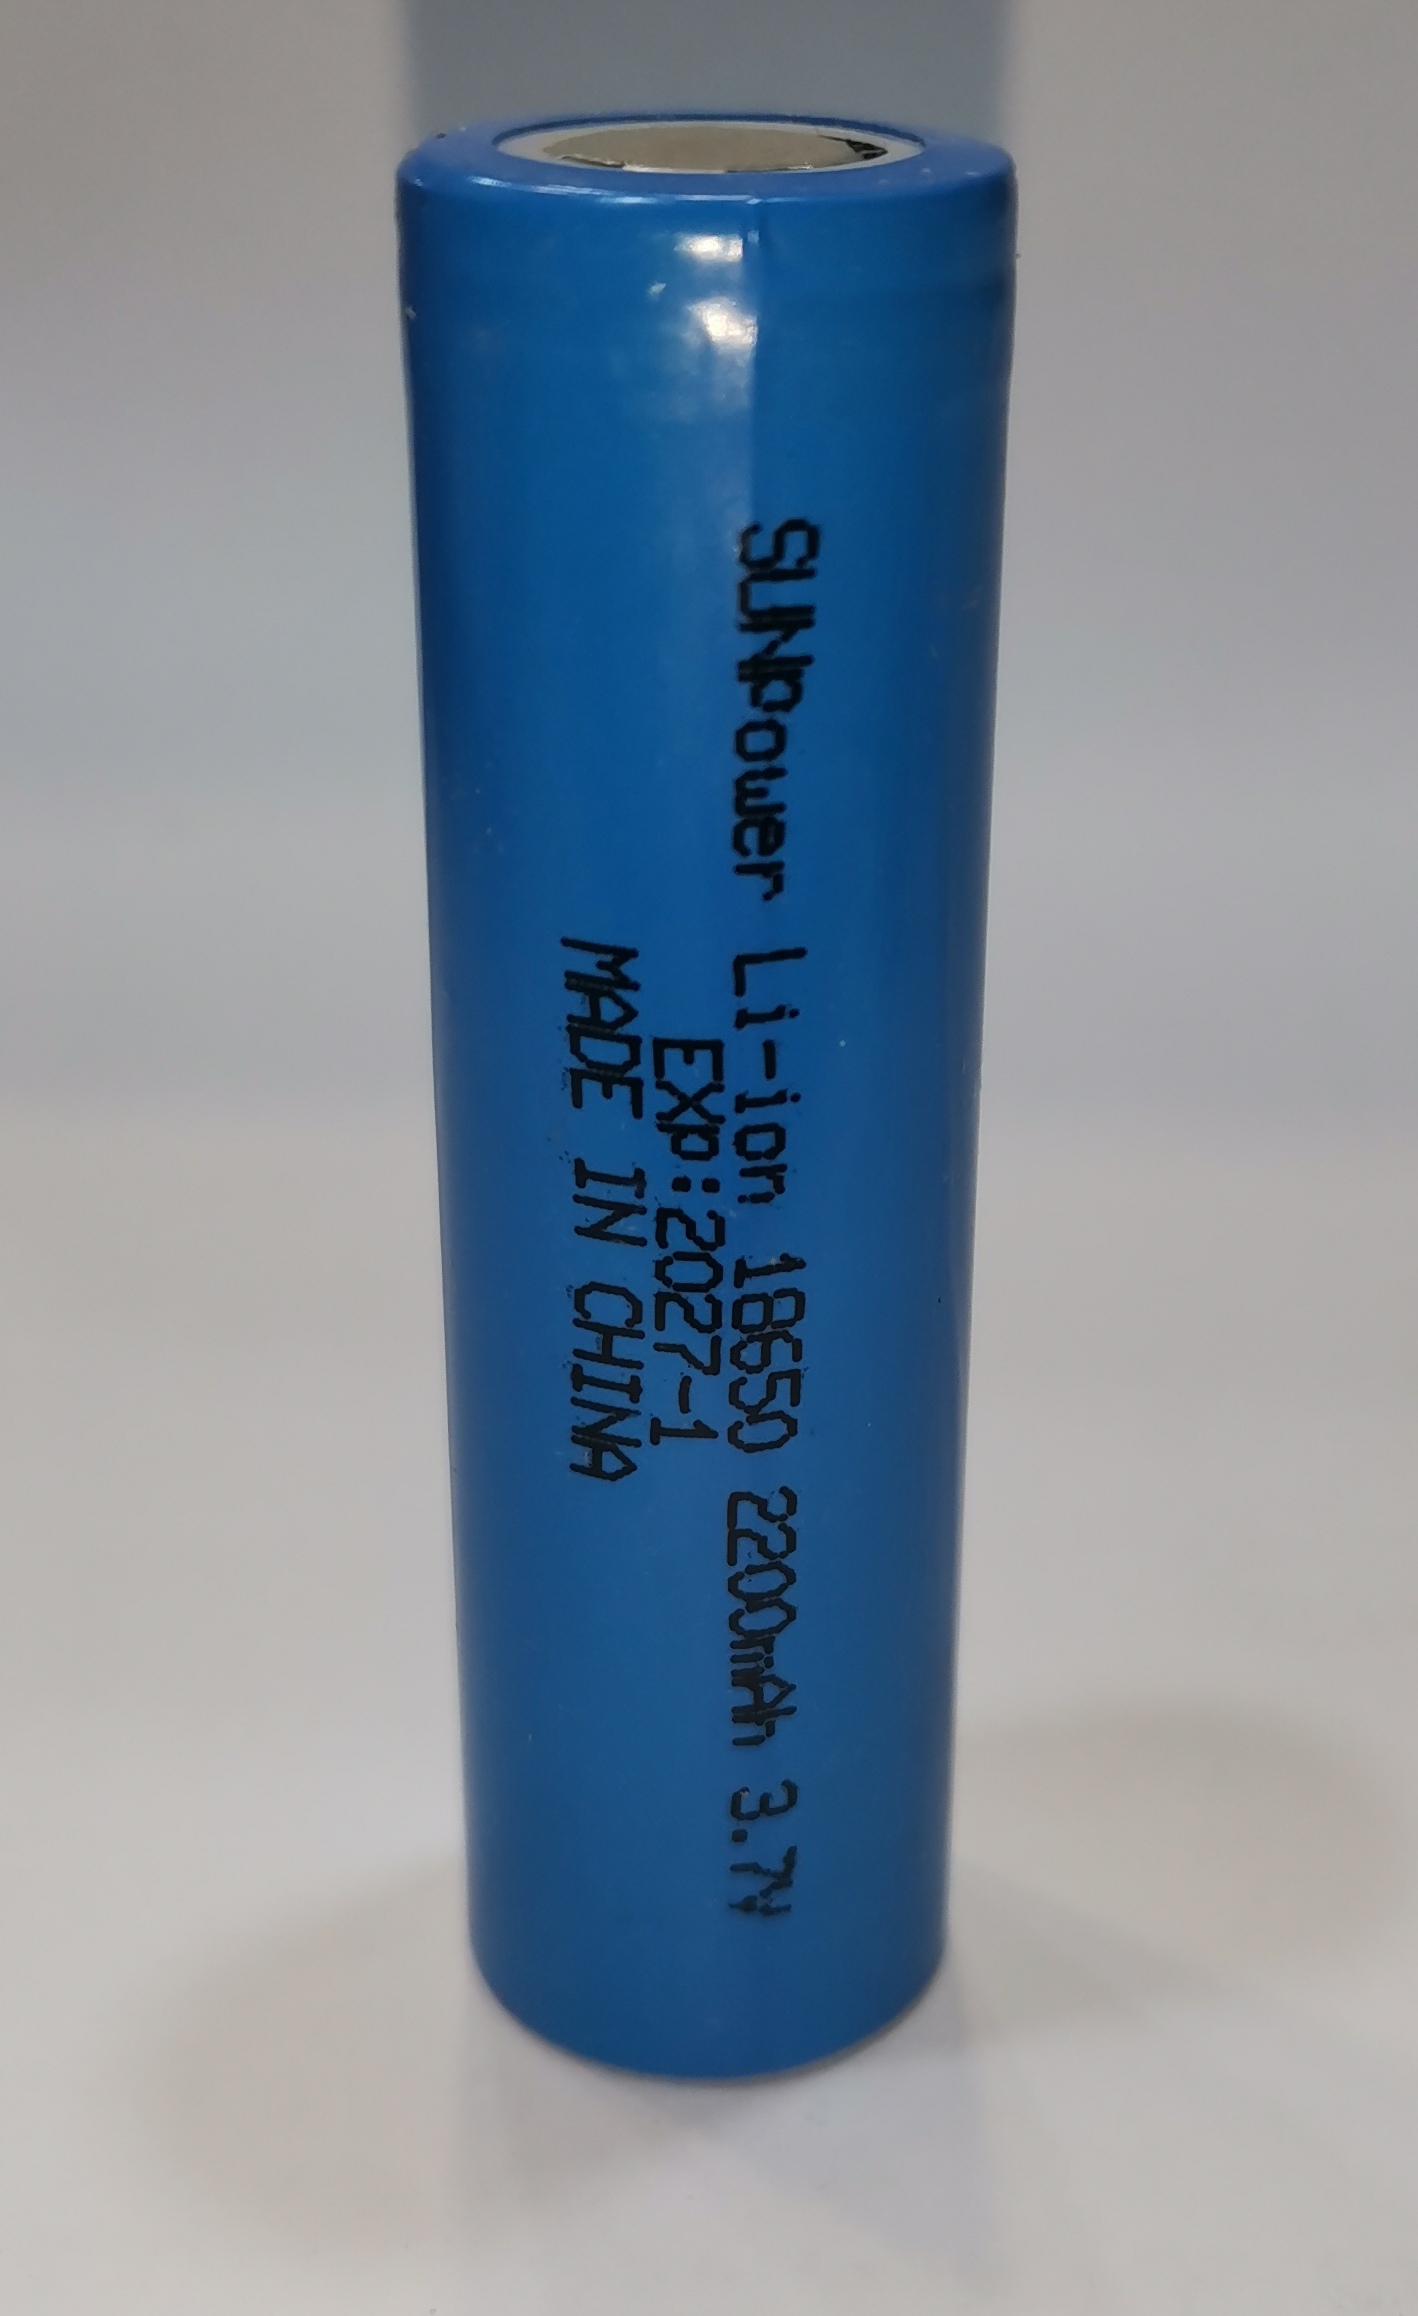 SUNpower Li-ion 18650 2200mAh 3.7V
Exp:2027-1
MADE IN CHINA